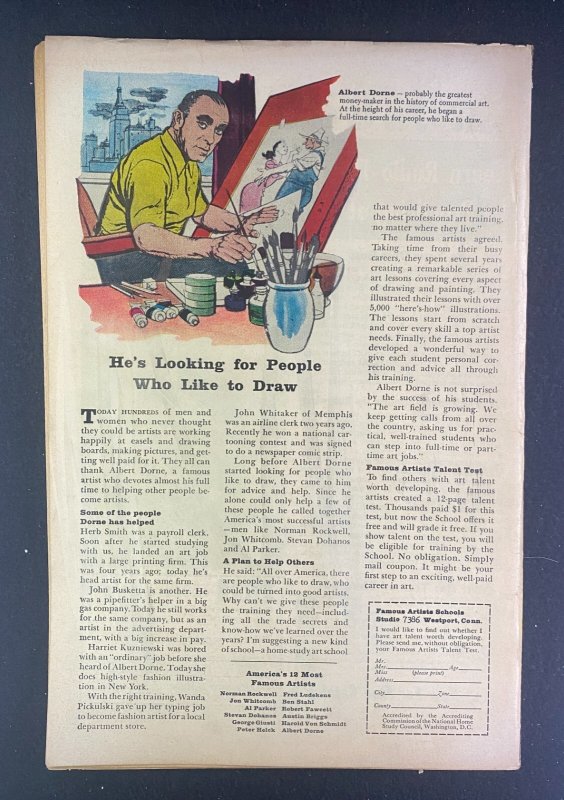 Albert Dorne — probably the greatest
money-maker in the history of commercial art.
At the height of his career, he began a
full-time search for people who like to draw.
He's Looking for People
Who Like to Draw
TODAY HUNDREDS of men and
women who never thought
they could be artists are working
happily at easels and drawing
boards, making pictures, and get-
ting well paid for it. They all can
thank Albert Dorne, a famous
artist who devotes almost his full
time to helping other people be-
come artists.
Some of the people
Dorne has helped
Herb Smith was a payroll clerk.
Soon after he started studying
with us, he landed an art job
with a large printing firm. This
was four years ago; today he's
head artist for the same firm.
John Busketta is another. He
was a pipefitter's helper in a big
gas company. Today he still works
for the same company, but as an
artist in the advertising depart-
ment, with a big increase in pay.
Harriet Kuzniewski was bored
with an "ordinary" job before she
heard of Albert Dorne. Today she
does high-style fashion illustra-
tion in New York.
With the right training, Wanda
Pickulski gave up her typing job
to become fashion artist for a local
department store.
John Whitaker of Memphis
was an airline clerk two years ago.
Recently he won a national car-
tooning contest and was signed
to do a newspaper comic strip.
Long before Albert Dorne
started looking for people who
like to draw, they came to him
for advice and help. Since he
alone could only help a few of
these people he called together
America's most successful artists
—men like Norman Rockwell,
Jon Whitcomb, Stevan Dohanos
and Al Parker.
A Plan to Help Others
He said: "All over America, there
are people who like to draw, who
could be turned into good artists.
Why can't we give these people
the training they need—includ-
ing all the trade secrets and
know-how we've learned over the
years? I'm suggesting a new kind
of school—a home-study art school
America's 12 Most
Famous Artists
Norman Rockwell Fred Ludekens
Jon Whitcomb Ben Stahl
Al Parker Robert Fawcett
Stevan Dohanos Austin Briggs
George Giusti Harold Von Schmidt
Peter Helck Albert Dorne
that would give talented people
the best professional art training,
no matter where they live."
The famous artists agreed.
Taking time from their busy
careers, they spent several years
creating a remarkable series of
art lessons covering every aspect
of drawing and painting. They
illustrated their lessons with over
5,000 "here's-how" illustrations.
The lessons start from scratch
and cover every skill a top artist
needs. Finally, the famous artists
developed a wonderful way to
give each student personal cor-
rection and advice all through
his training.
Albert Dorne is not surprised
by the success of his students.
"The art field is growing. We
keep getting calls from all over
the country, asking us for prac-
tical, well-trained students who
can step into full-time or part-
time art jobs."
Famous Artists Talent Test
To find others with art talent
worth developing, the famous
artists created a 12-page talent
test. Thousands paid $1 for this
test, but now the School offers it
free and will grade it free. If you
show talent on the test, you will
be eligible for training by the
School. No obligation. Simply
mail coupon. It might be your
first step to an exciting, well-paid
career in art.
Famous Artists Schools
Studio 7386 Westport, Conn.
I would like to find out whether I
have art talent worth developing.
Please send me, without obligation,
your Famous Artists Talent Test.
Mr.
Mrs. Age
Miss (please print)
Address
City Zone
County State
Accredited by the Accrediting
Commission of the National Home
Study Council, Washington, D.C.